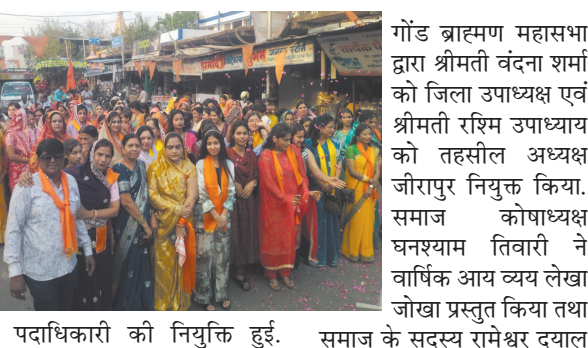 पदाधिकारी की नियुक्ति हुई.
गोंड ब्राह्मण महासभा
द्वारा श्रीमती वंदना शर्मा
को जिला उपाध्यक्ष एवं
श्रीमती रश्मि उपाध्याय
को तहसील अध्यक्ष
जीरापुर नियुक्त किया.
समाज कोषाध्यक्ष
घनश्याम तिवारी ने
वार्षिक आय व्यय लेखा
जोखा प्रस्तुत किया तथा
समाज के सदस्य रामेश्वर दयाल